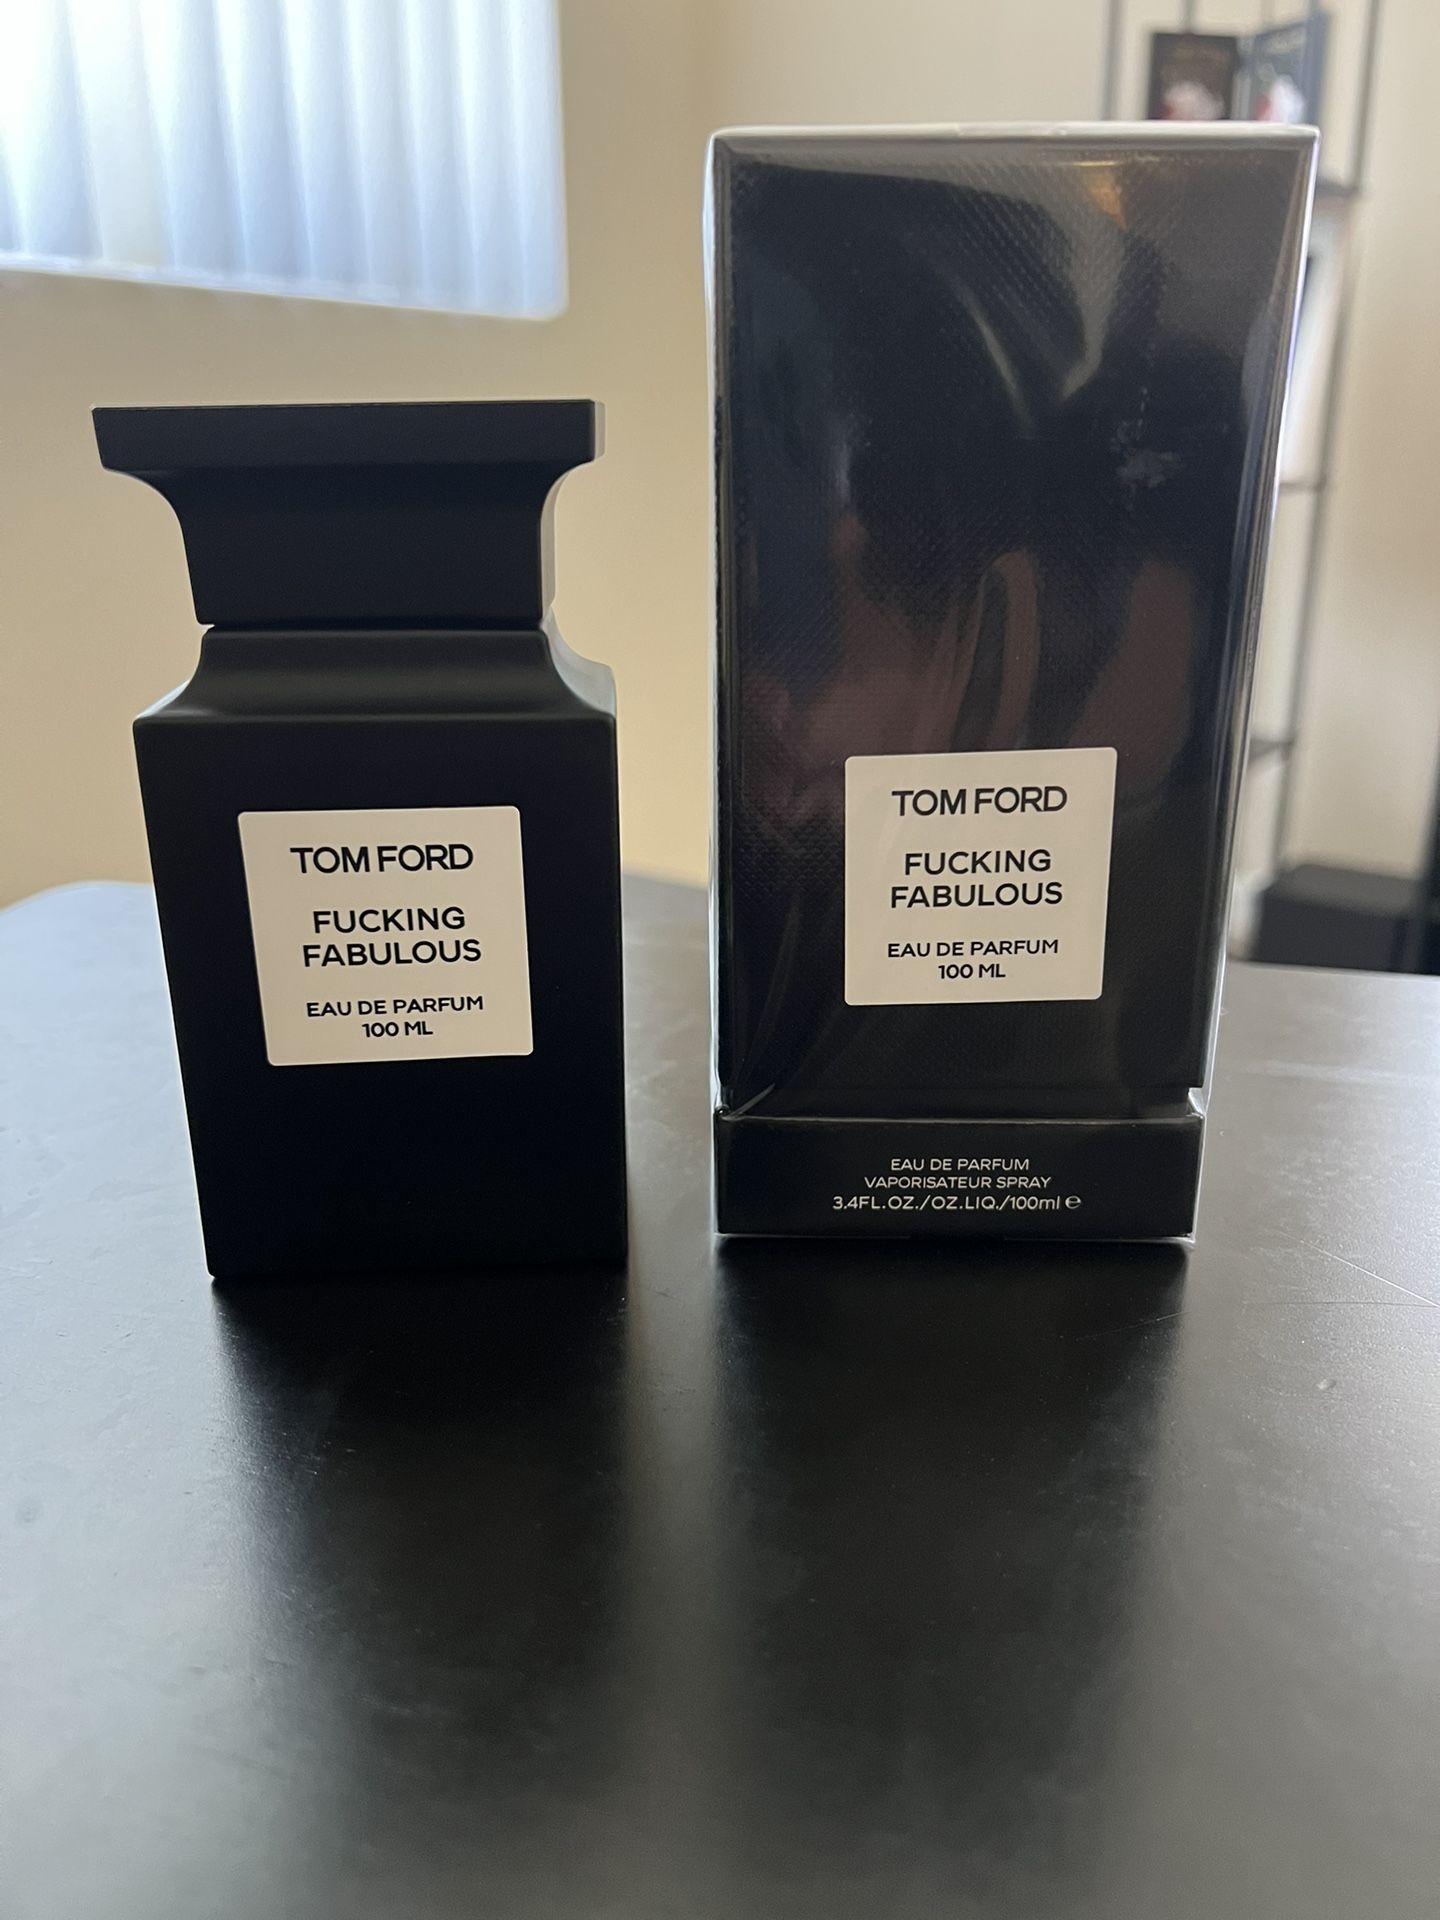 TOM FORD
FUCKING
FABULOUS
EAU DE PARFUM
100 ML
TOM FORD
FUCKING
FABULOUS
EAU DE PARFUM
100 ML
EAU DE PARFUM
VAPORISATEUR SPRAY
3.4FL.OZ./OZ.LIQ./100ml ℮